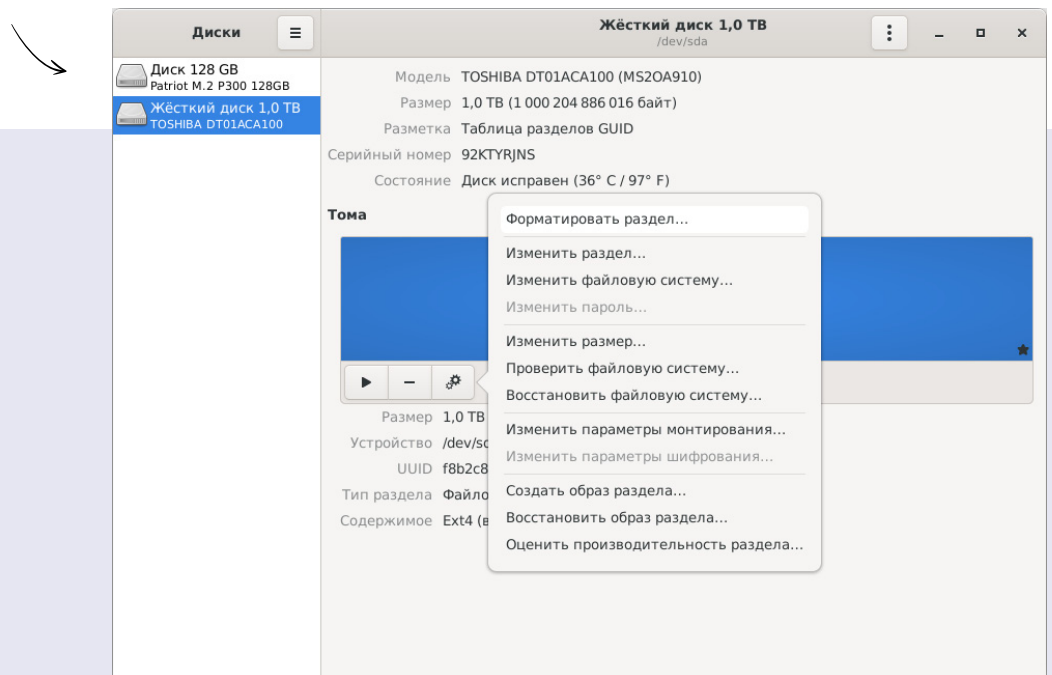 Диски
Жёсткий диск 1,0 TB
/dev/sda
Диск 128 GB
Patriot M.2 P300 128GB
Жёсткий диск 1,0 TB
TOSHIBA DT01ACA100
Модель TOSHIBA DT01ACA100 (MS2OA910)
Размер 1,0 TB (1 000 204 886 016 байт)
Разметка Таблица разделов GUID
Серийный номер 92KTYRJNS
Состояние Диск исправен (36° C / 97° F)
Тома
Форматировать раздел...
Изменить раздел...
Изменить файловую систему...
Изменить пароль...
Изменить размер...
Проверить файловую систему...
Восстановить файловую систему...
Изменить параметры монтирования...
Изменить параметры шифрования...
Создать образ раздела...
Восстановить образ раздела...
Оценить производительность раздела...
Размер 1,0 TB
Устройство
UUID f8b2c8
Тип раздела
Содержимое Ext4